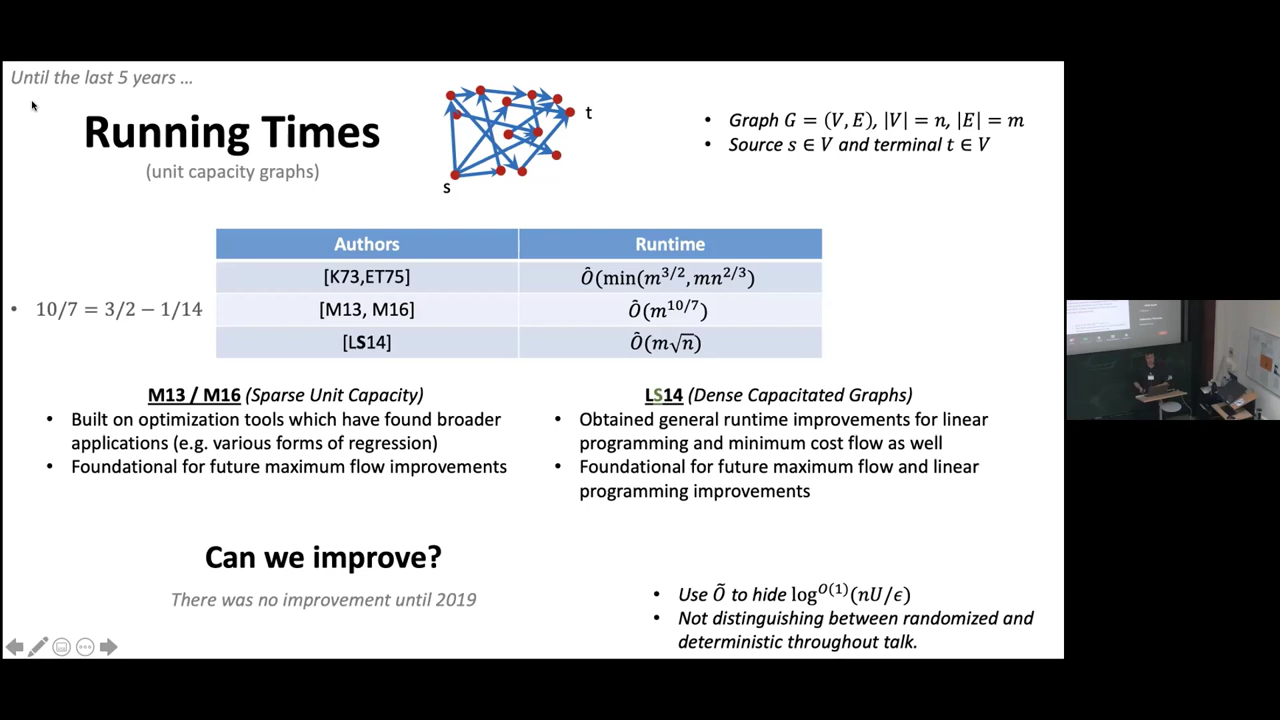 Until the last 5 years …
Running Times
(unit capacity graphs)
s
t
• Graph G = (V, E), |V| = n, |E| = m
• Source s ∈ V and terminal t ∈ V
Authors Runtime
[K73,ET75] Ô(min(m^{3/2}, mn^{2/3})
• 10/7 = 3/2 − 1/14
[M13, M16] Ô(m^{10/7})
[LS14] Ô(m√n)
M13 / M16 (Sparse Unit Capacity)
• Built on optimization tools which have found broader
applications (e.g. various forms of regression)
• Foundational for future maximum flow improvements
LS14 (Dense Capacitated Graphs)
• Obtained general runtime improvements for linear
programming and minimum cost flow as well
• Foundational for future maximum flow and linear
programming improvements
Can we improve?
There was no improvement until 2019
• Use Õ to hide log^{O(1)}(nU/ϵ)
• Not distinguishing between randomized and
deterministic throughout talk.